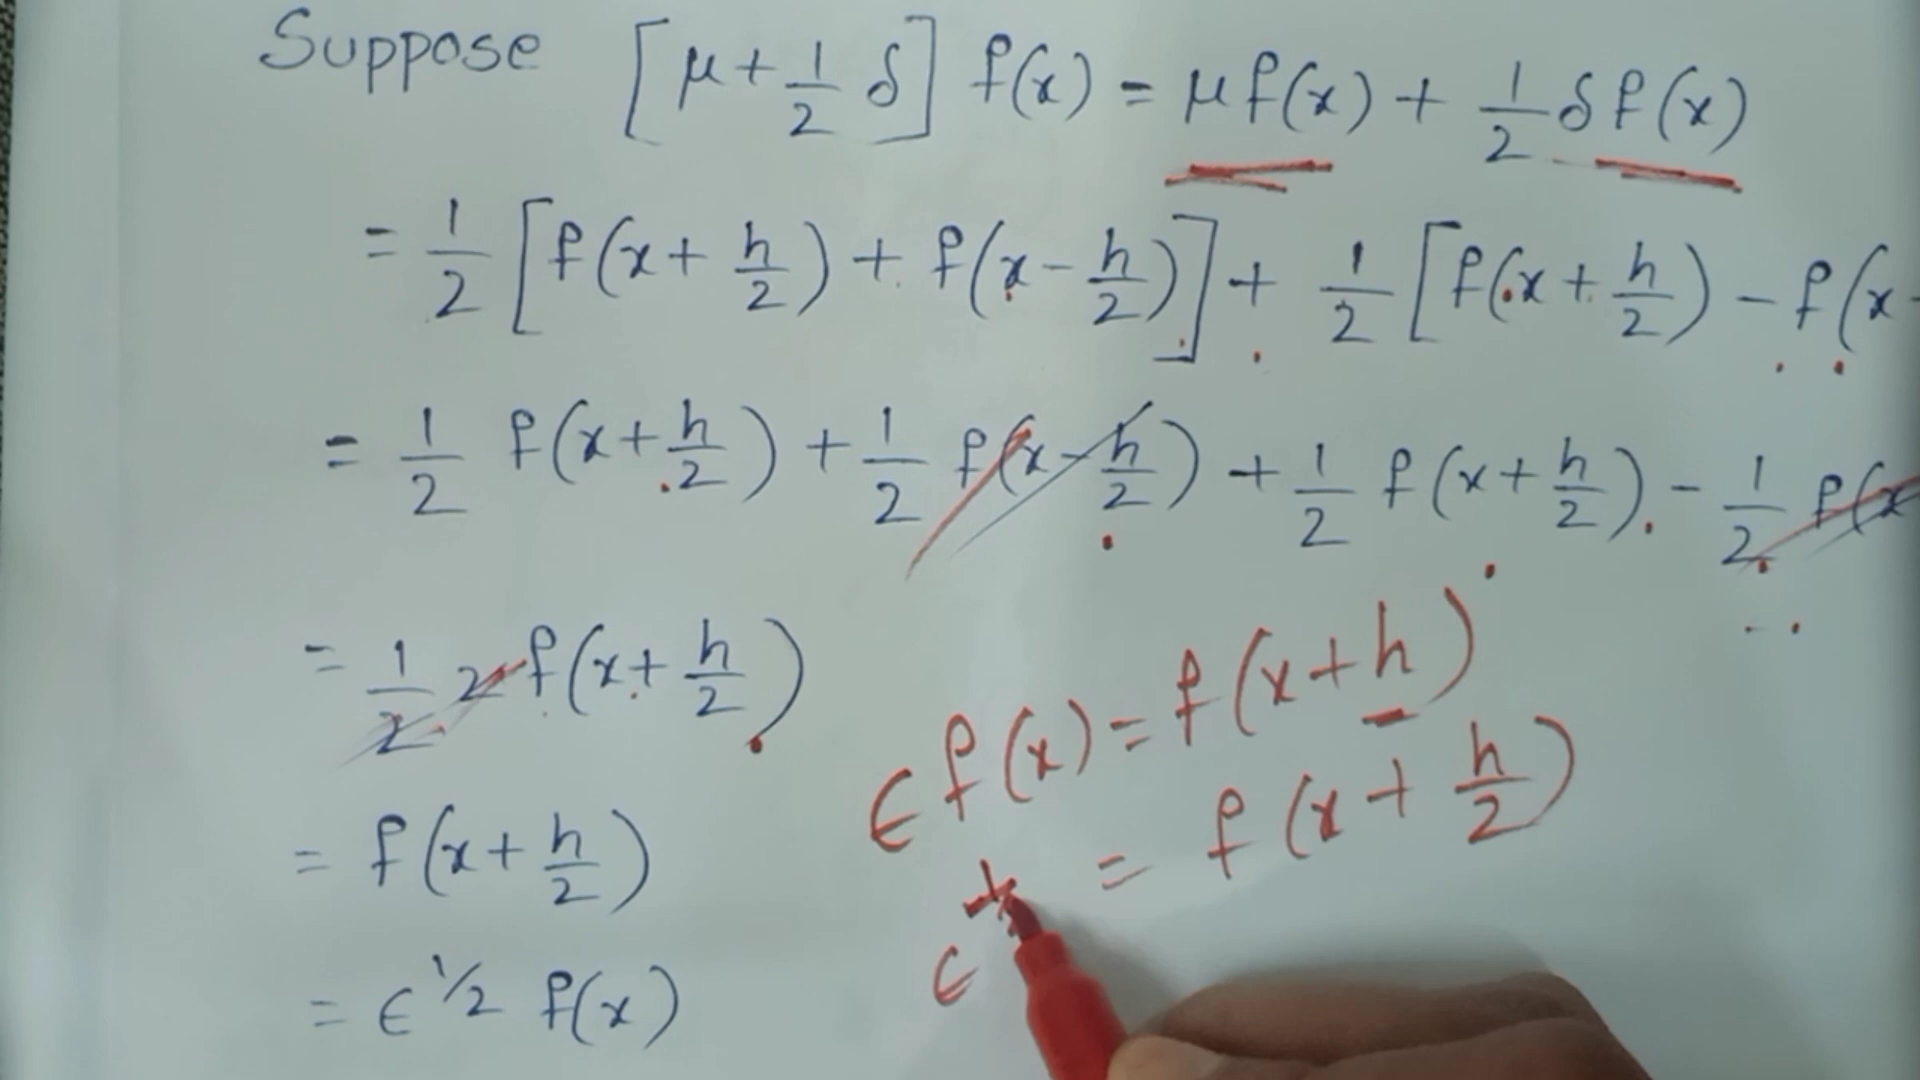 Suppose [μ + 1/2 δ] f(x) = μ f(x) + 1/2 δ f(x)
= 1/2 [f(x + h/2) + f(x - h/2)] + 1/2 [f(x + h/2) - f(x -
= 1/2 f(x + h/2) + 1/2 f(x - h/2) + 1/2 f(x + h/2) - 1/2 f(x
= 1/2 2 f(x + h/2)
= f(x + h/2)
= ϵ^1/2 f(x)
ϵ f(x) = f(x + h)
= f(x + h/2)
ϵ